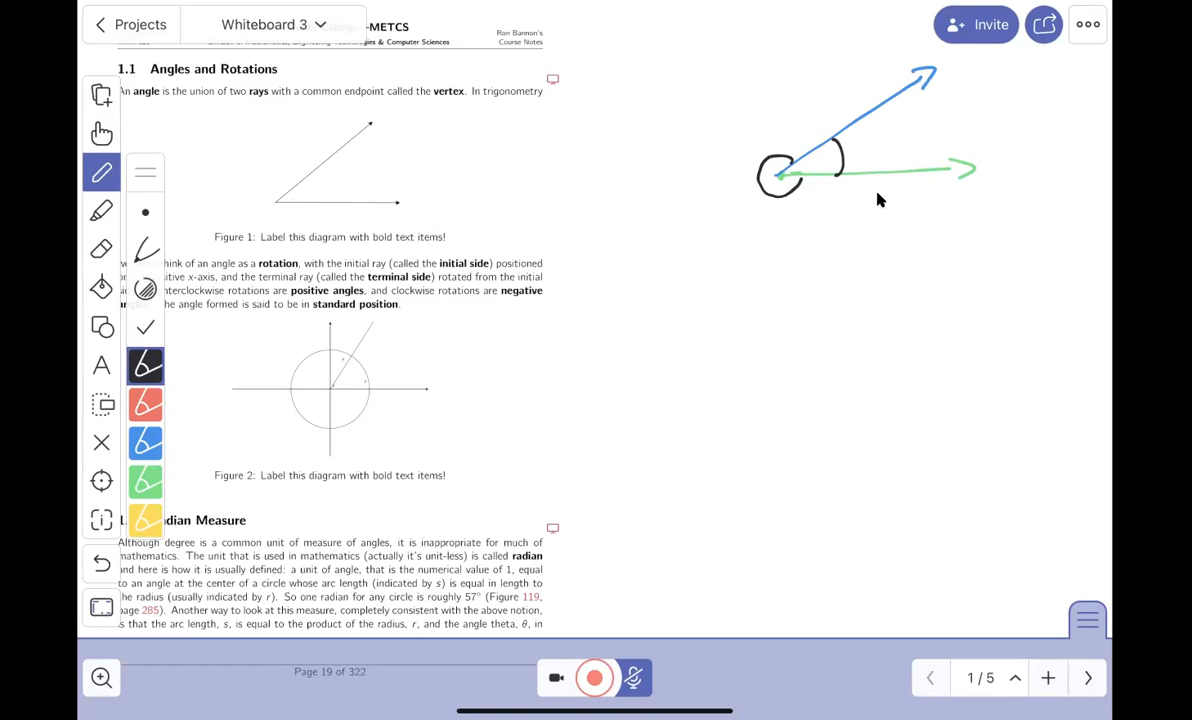 Projects
Whiteboard 3
-METCS
& Computer Sciences
Ron Bannon's
Course Notes
Invite
1.1 Angles and Rotations
An angle is the union of two rays with a common endpoint called the vertex. In trigonometry
Figure 1: Label this diagram with bold text items!
hink of an angle as a rotation, with the initial ray (called the initial side) positioned
sitive x-axis, and the terminal ray (called the terminal side) rotated from the initial
nterclockwise rotations are positive angles, and clockwise rotations are negative
he angle formed is said to be in standard position.
Figure 2: Label this diagram with bold text items!
dian Measure
Although degree is a common unit of measure of angles, it is inappropriate for much of
mathematics. The unit that is used in mathematics (actually it's unit-less) is called radian
and here is how it is usually defined: a unit of angle, that is the numerical value of 1, equal
to an angle at the center of a circle whose arc length (indicated by s) is equal in length to
the radius (usually indicated by r). So one radian for any circle is roughly 57° (Figure 119,
page 285). Another way to look at this measure, completely consistent with the above notion,
is that the arc length, s, is equal to the product of the radius, r, and the angle theta, θ, in
Page 19 of 322
1 / 5